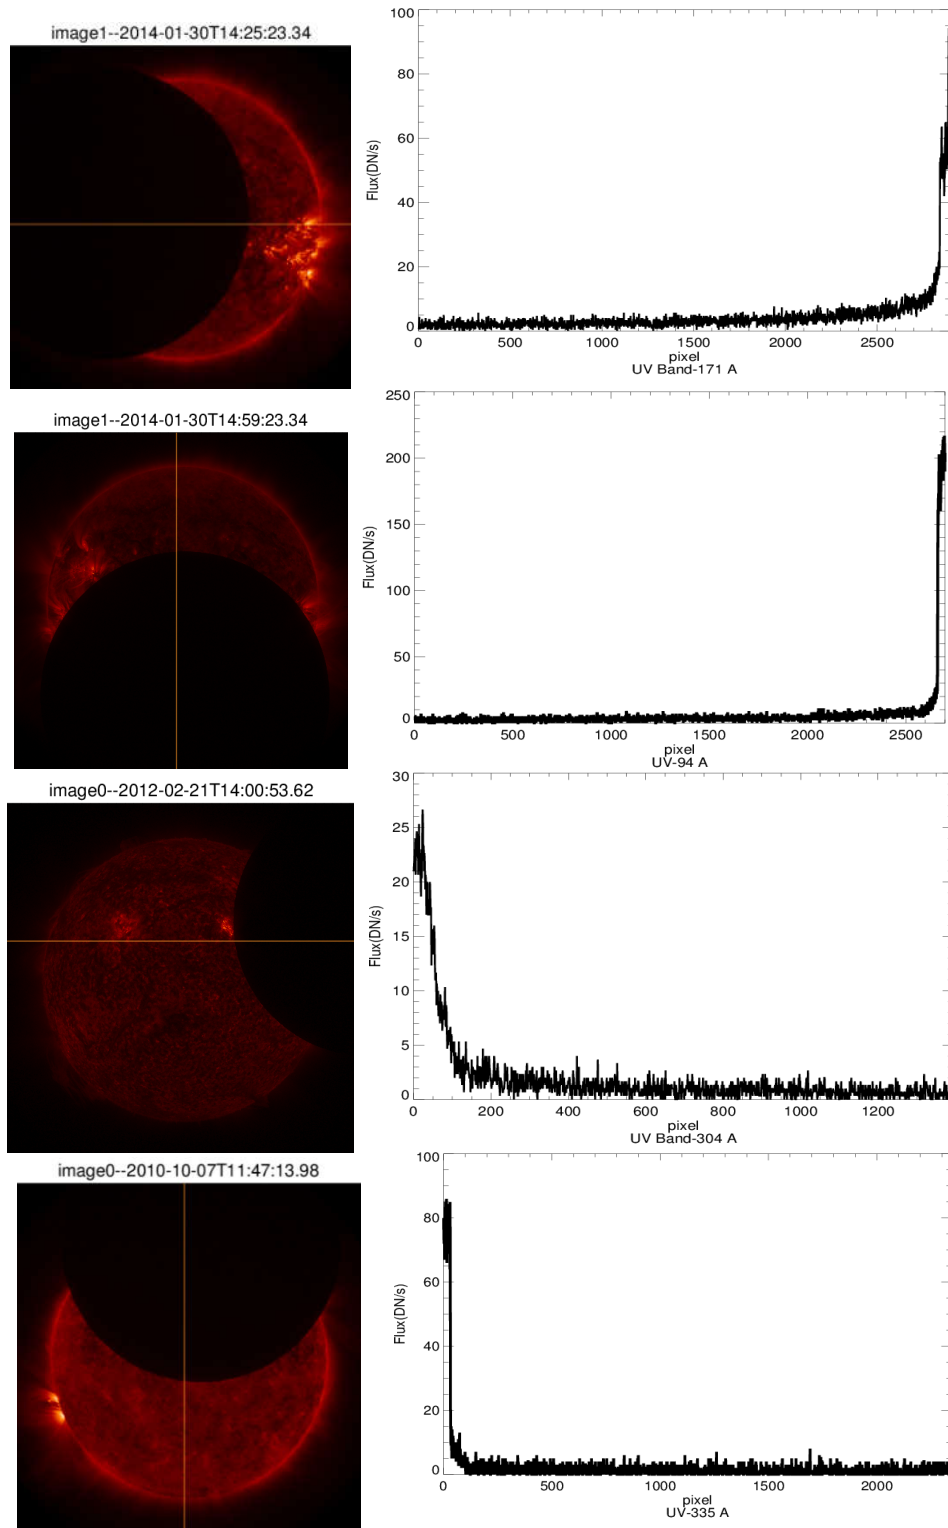 image1--2014-01-30T14:25:23.34
100
80
60
40
20
0
Flux(DN/s)
0 500 1000 1500 2000 2500
pixel
UV Band-171 A
image1--2014-01-30T14:59:23.34
250
200
150
100
50
0
Flux(DN/s)
0 500 1000 1500 2000 2500
pixel
UV-94 A
image0--2012-02-21T14:00:53.62
30
25
20
15
10
5
0
Flux(DN/s)
0 200 400 600 800 1000 1200
pixel
UV Band-304 A
image0--2010-10-07T11:47:13.98
100
80
60
40
20
0
Flux(DN/s)
0 500 1000 1500 2000
pixel
UV-335 A